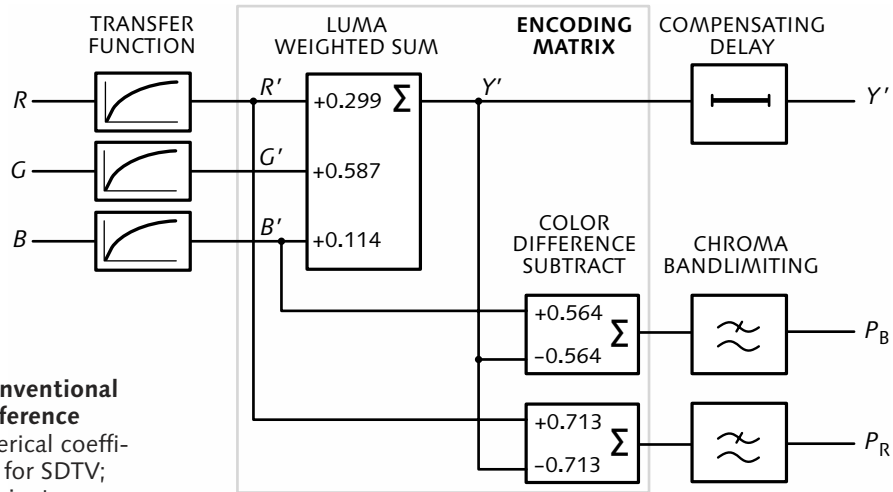 TRANSFER
FUNCTION
LUMA
WEIGHTED SUM
ENCODING
MATRIX
COMPENSATING
DELAY
R
R'
+0.299
Σ
Y'
Y'
G
G'
+0.587
B
B'
+0.114
COLOR
DIFFERENCE
SUBTRACT
CHROMA
BANDLIMITING
+0.564
Σ
−0.564
PB
+0.713
Σ
−0.713
PR
nventional
ference
erical coeffi-
for SDTV;